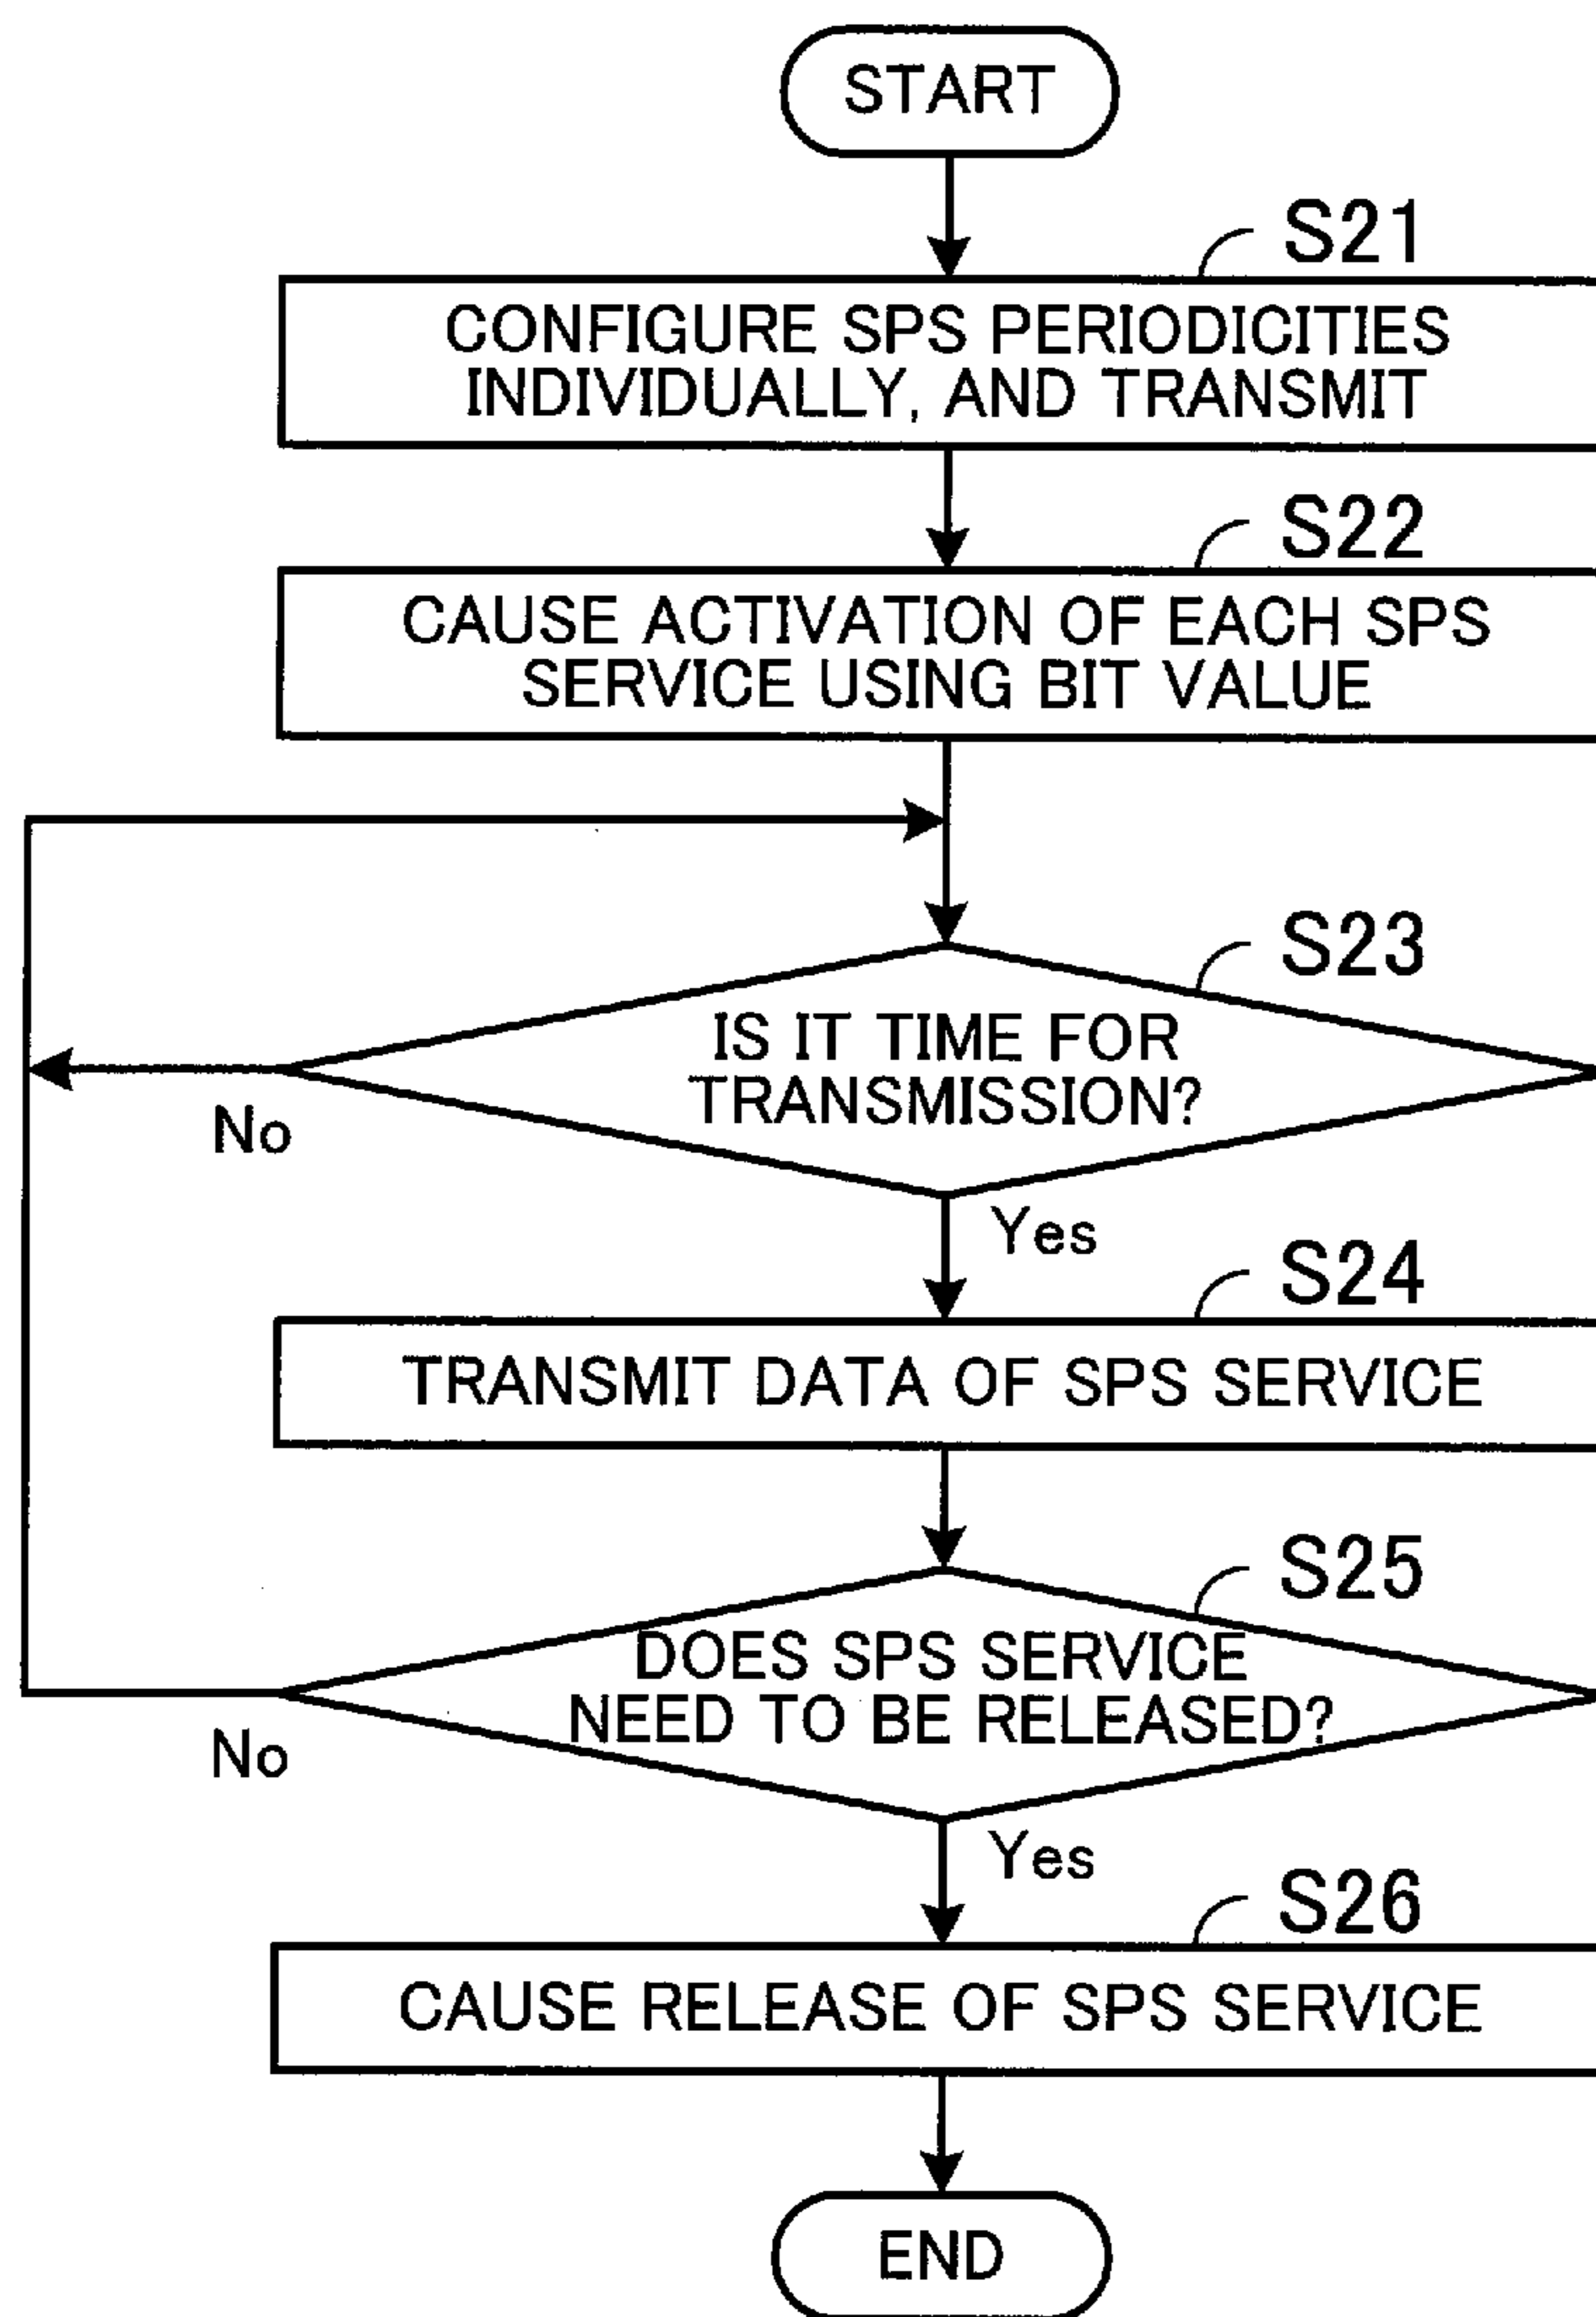 START
S21
CONFIGURE SPS PERIODICITIES
INDIVIDUALLY, AND TRANSMIT
S22
CAUSE ACTIVATION OF EACH SPS
SERVICE USING BIT VALUE
S23
IS IT TIME FOR
TRANSMISSION?
No
Yes
S24
TRANSMIT DATA OF SPS SERVICE
S25
DOES SPS SERVICE
NEED TO BE RELEASED?
No
Yes
S26
CAUSE RELEASE OF SPS SERVICE
END